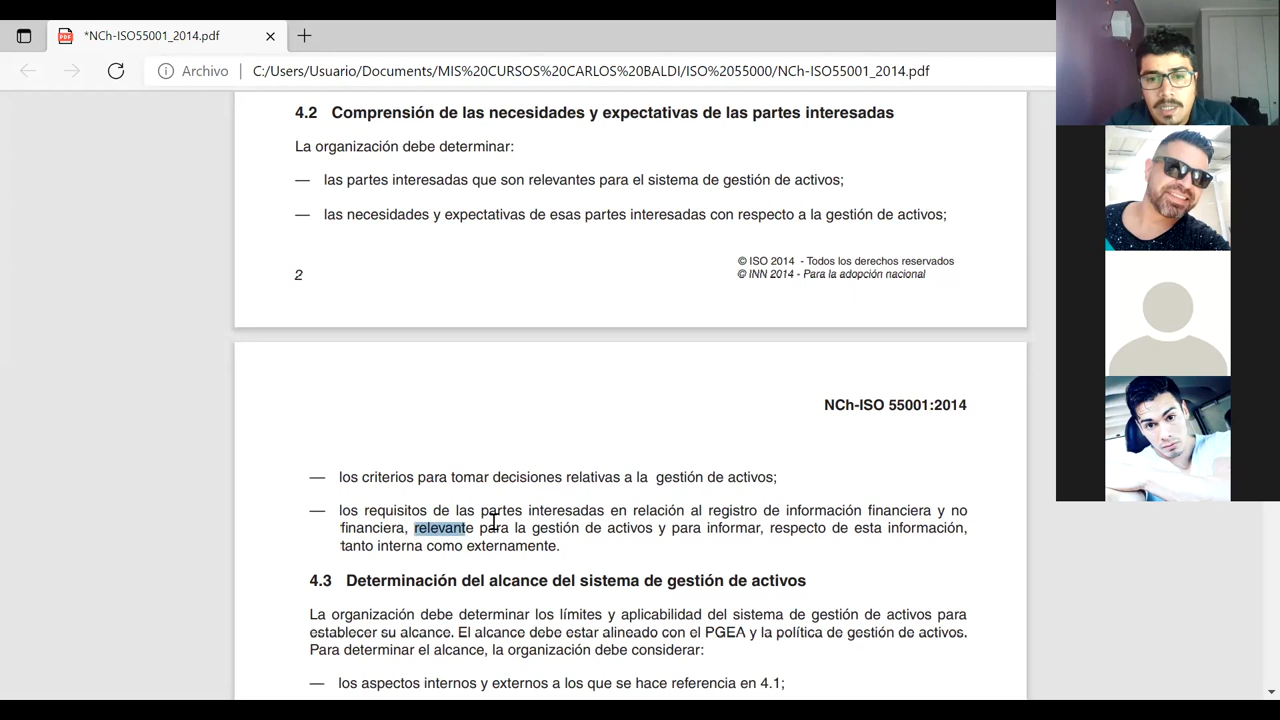 *NCh-ISO55001_2014.pdf
Archivo
C:/Users/Usuario/Documents/MIS%20CURSOS%20CARLOS%20BALDI/ISO%2055000/NCh-ISO55001_2014.pdf
4.2 Comprensión de las necesidades y expectativas de las partes interesadas
La organización debe determinar:
— las partes interesadas que son relevantes para el sistema de gestión de activos;
— las necesidades y expectativas de esas partes interesadas con respecto a la gestión de activos;
© ISO 2014 - Todos los derechos reservados
2 © INN 2014 - Para la adopción nacional
NCh-ISO 55001:2014
— los criterios para tomar decisiones relativas a la gestión de activos;
— los requisitos de las partes interesadas en relación al registro de información financiera y no
financiera, relevante para la gestión de activos y para informar, respecto de esta información,
tanto interna como externamente.
4.3 Determinación del alcance del sistema de gestión de activos
La organización debe determinar los límites y aplicabilidad del sistema de gestión de activos para
establecer su alcance. El alcance debe estar alineado con el PGEA y la política de gestión de activos.
Para determinar el alcance, la organización debe considerar:
— los aspectos internos y externos a los que se hace referencia en 4.1;